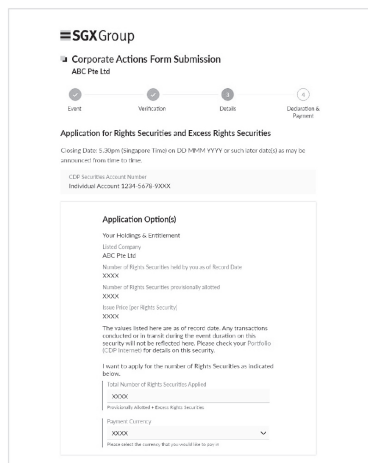 SGX Group
Corporate Actions Form Submission
ABC Pte Ltd
3
4
Event
Verification
Details
Declaration &
Payment
Application for Rights Securities and Excess Rights Securities
Closing Date: 5.30pm (Singapore Time) on DD MMM YYYY or such later date(s) as may be
announced from time to time.
CDP Securities Account Number
Individual Account 1234-5678-9XXX
Application Option(s)
Your Holdings & Entitlement
Listed Company
ABC Pte Ltd
Number of Rights Securities held by you as of Record Date
XXXX
Number of Rights Securities provisionally allotted
XXXX
Issue Price (per Rights Security)
XXXX
The values listed here are as of record date. Any transactions
conducted or in transit during the event duration on this
security will not be reflected here. Please check your Portfolio
(CDP Internet) for details on this security.
I want to apply for the number of Rights Securities as indicated
below.
Total Number of Rights Securities Applied
XXXX
Provisionally Allotted + Excess Rights Securities
Payment Currency
XXXX
Please select the currency that you would like to pay in